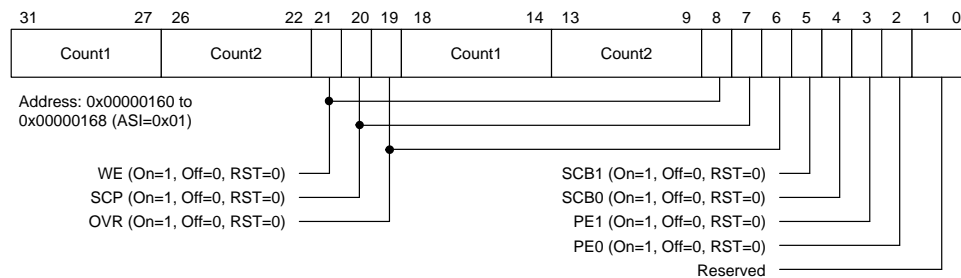 31 27 26 22 21 20 19 18 14 13 9 8 7 6 5 4 3 2 1 0
Count1 Count2 Count1 Count2
Address: 0x00000160 to
0x00000168 (ASI=0x01)
WE (On=1, Off=0, RST=0) SCB1 (On=1, Off=0, RST=0)
SCP (On=1, Off=0, RST=0) SCB0 (On=1, Off=0, RST=0)
OVR (On=1, Off=0, RST=0) PE1 (On=1, Off=0, RST=0)
PE0 (On=1, Off=0, RST=0)
Reserved